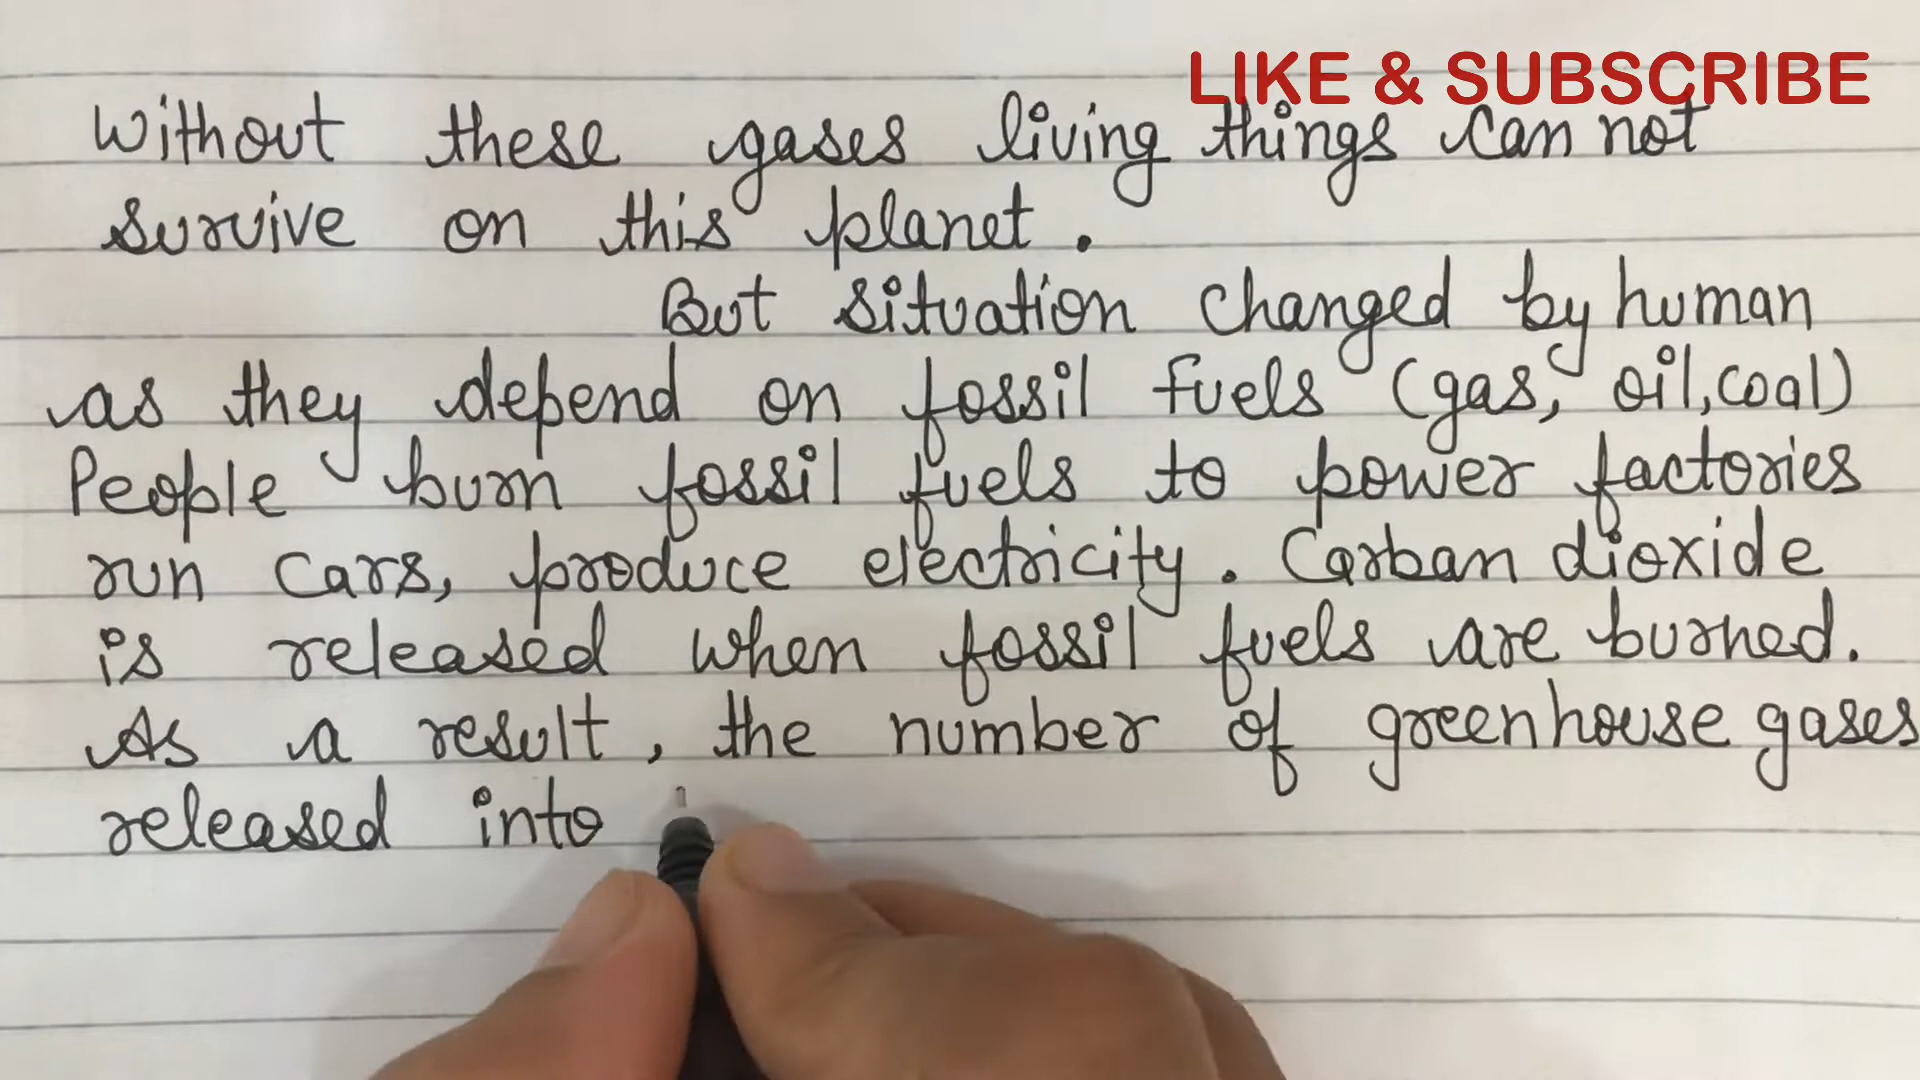 LIKE & SUBSCRIBE
Without these gases living things can not
survive on this planet.
But situation changed by human
as they depend on fossil fuels (gas, oil, coal)
People burn fossil fuels to power factories
run cars, produce electricity. Carban dioxide
is released when fossil fuels are burned.
As a result, the number of greenhouse gases
released into